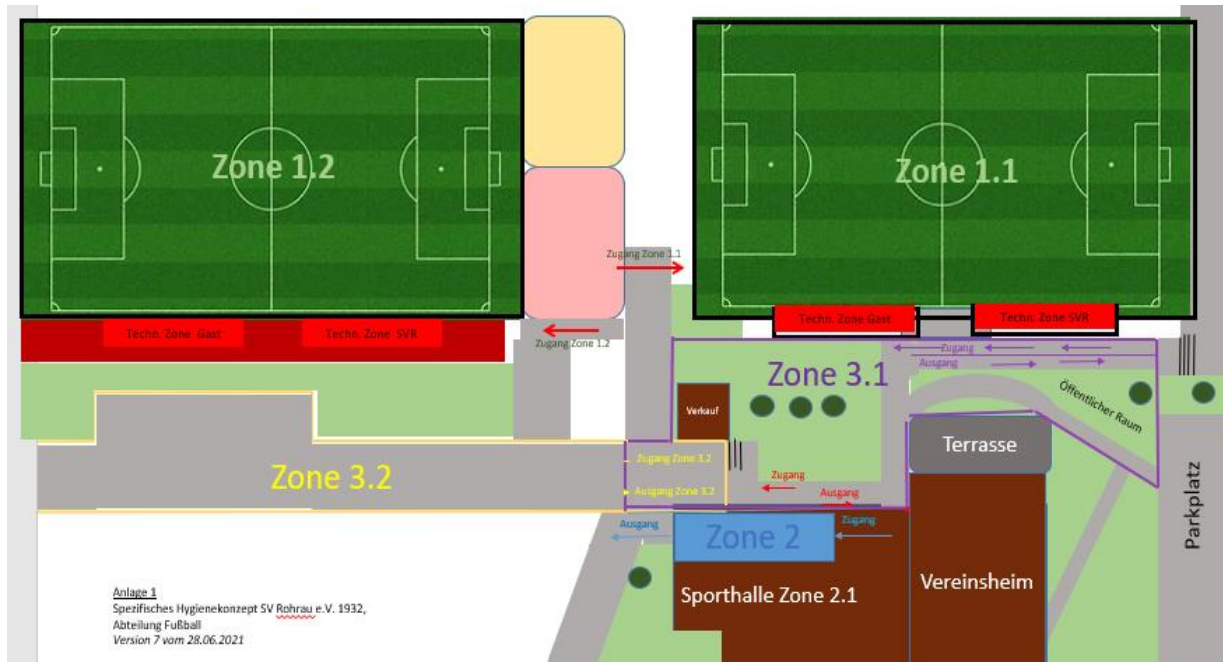 Zone 1.2
Zone 1.1
Zugang Zone 1.1
Techn. Zone Gast
Techn. Zone SVR
Zugang Zone 1.2
Techn. Zone Gast
Techn. Zone SVR
Zugang
Ausgang
Zone 3.1
Öffentlicher Raum
Verkauf
Terrasse
Zone 3.2
Zugang Zone 3.2
Ausgang Zone 3.2
Zugang
Ausgang
Ausgang
Zone 2
Zugang
Parkplatz
Sporthalle Zone 2.1
Vereinsheim
Anlage 1
Spezifisches Hygienekonzept SV Rohrau e.V. 1932,
Abteilung Fußball
Version 7 vom 28.06.2021